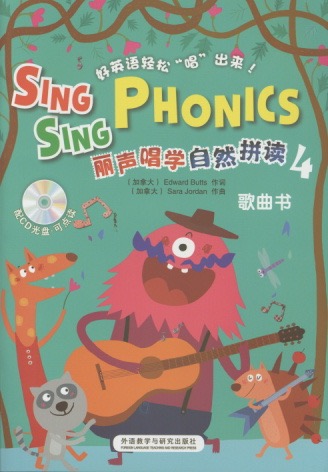 好英语轻松“唱”出来！
SING SING PHONICS
丽声唱学自然拼读 4
（加拿大）Edward Butts 作词
（加拿大）Sara Jordan 作曲
歌曲书
配CD光盘·可点读
外语教学与研究出版社
FOREIGN LANGUAGE TEACHING AND RESEARCH PRESS